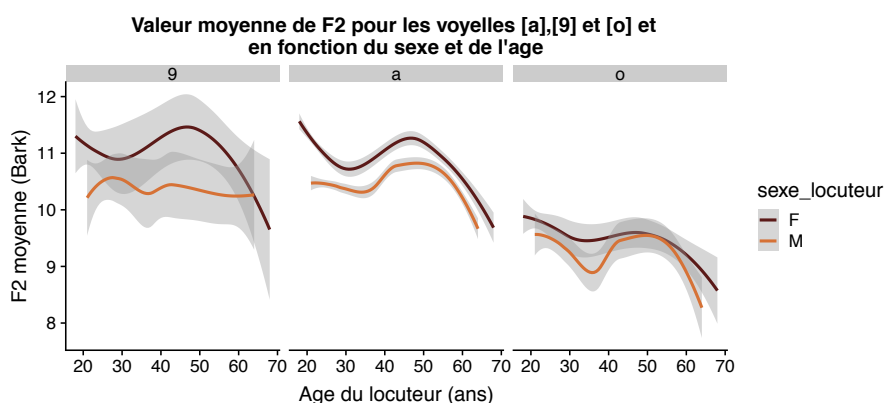 Valeur moyenne de F2 pour les voyelles [a],[9] et [o] et
en fonction du sexe et de l'age
9 a o
12
11
10
9
8
F2 moyenne (Bark)
20 30 40 50 60 70 20 30 40 50 60 70 20 30 40 50 60 70
Age du locuteur (ans)
sexe_locuteur
F
M